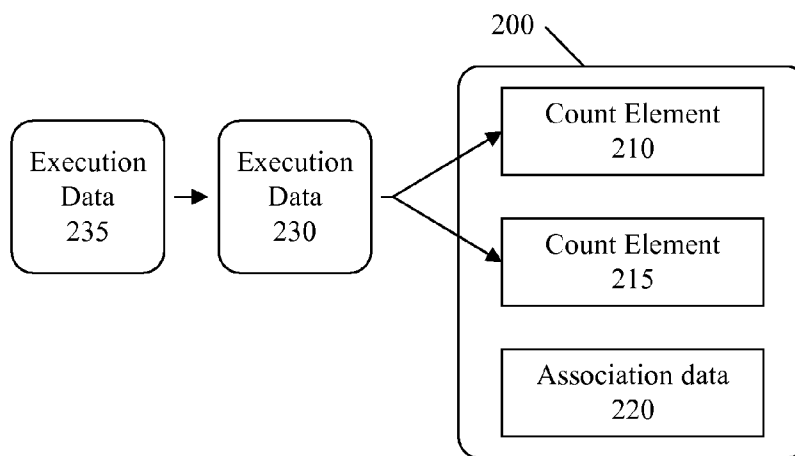 200
Execution
Data
235
Execution
Data
230
Count Element
210
Count Element
215
Association data
220